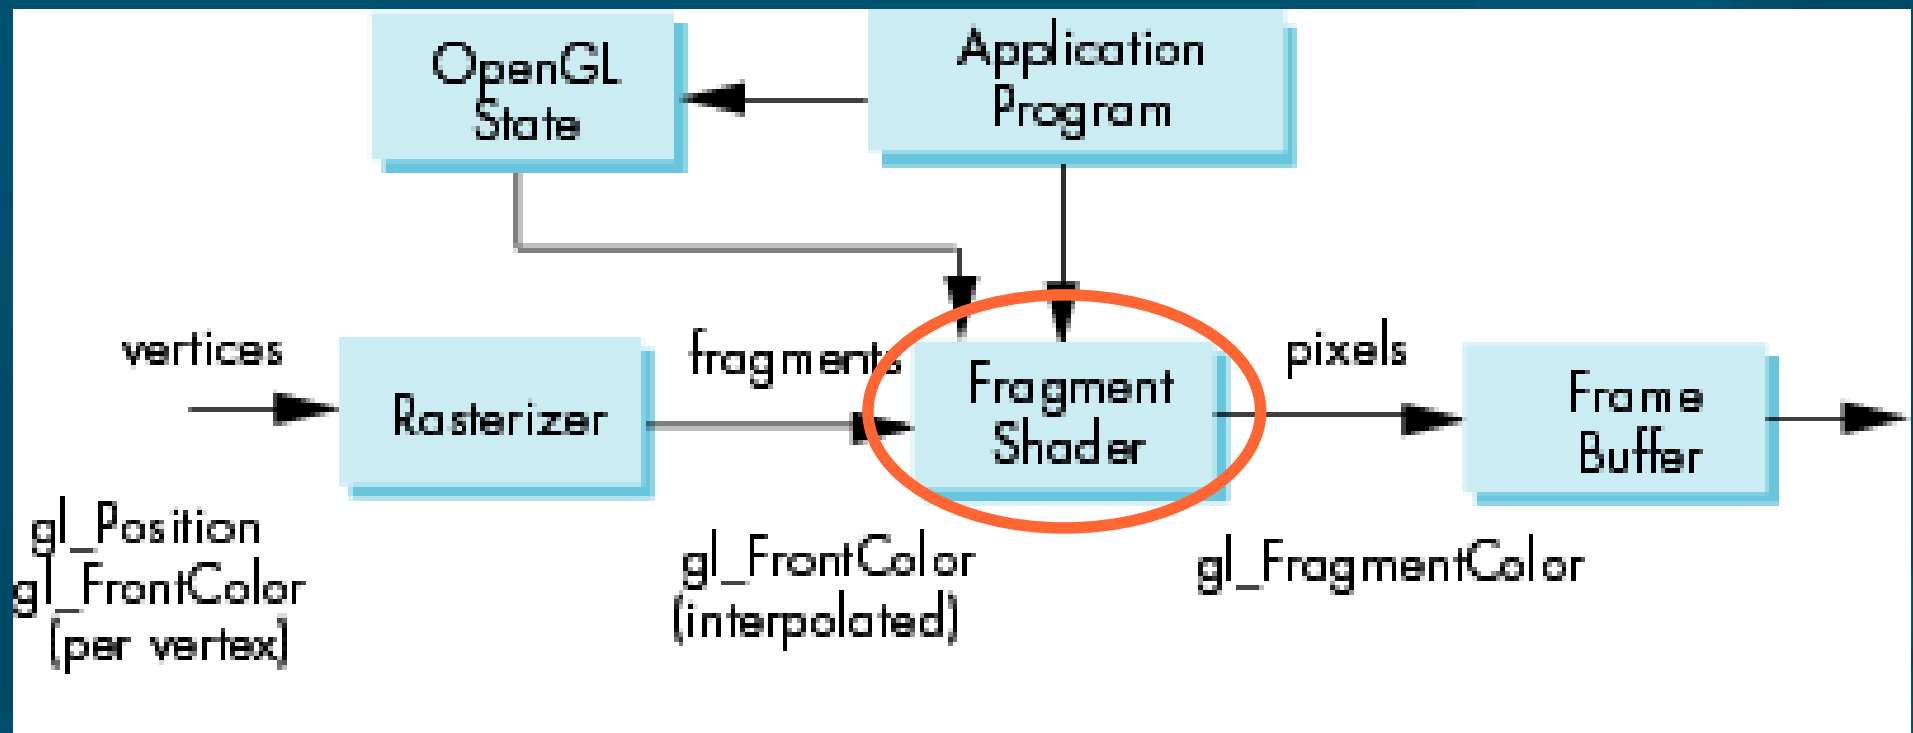 OpenGL
State
Application
Program
vertices
Rasterizer
fragments
Fragment
Shader
pixels
Frame
Buffer
gl_Position
gl_FrontColor
(per vertex)
gl_FrontColor
(interpolated)
gl_FragmentColor